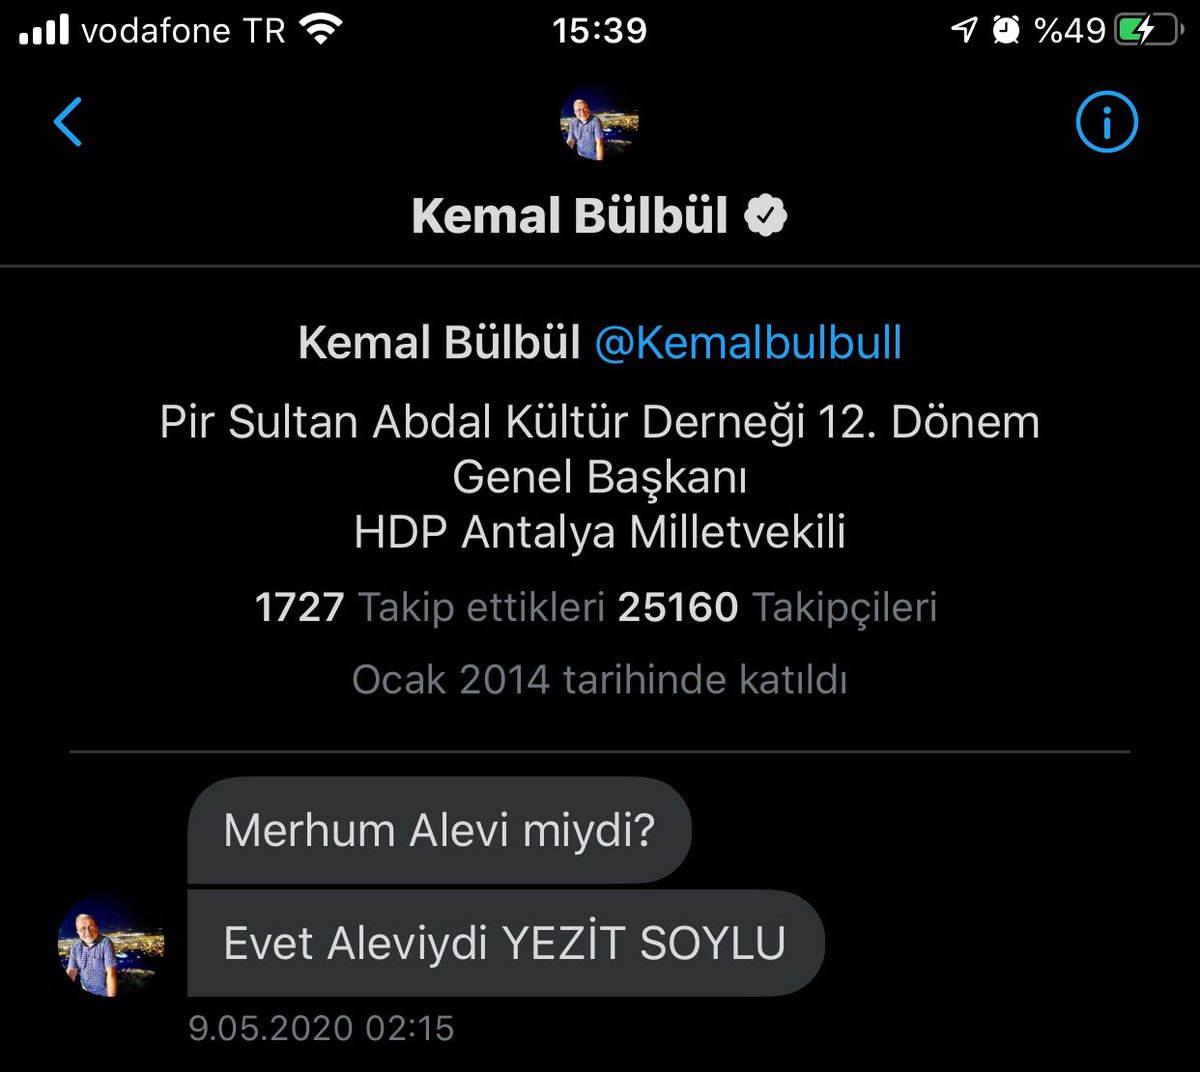 vodafone TR 15:39 %49
Kemal Bülbül
Kemal Bülbül @Kemalbulbull
Pir Sultan Abdal Kültür Derneği 12. Dönem
Genel Başkanı
HDP Antalya Milletvekili
1727 Takip ettikleri 25160 Takipçileri
Ocak 2014 tarihinde katıldı
Merhum Alevi miydi?
Evet Aleviydi YEZİT SOYLU
9.05.2020 02:15